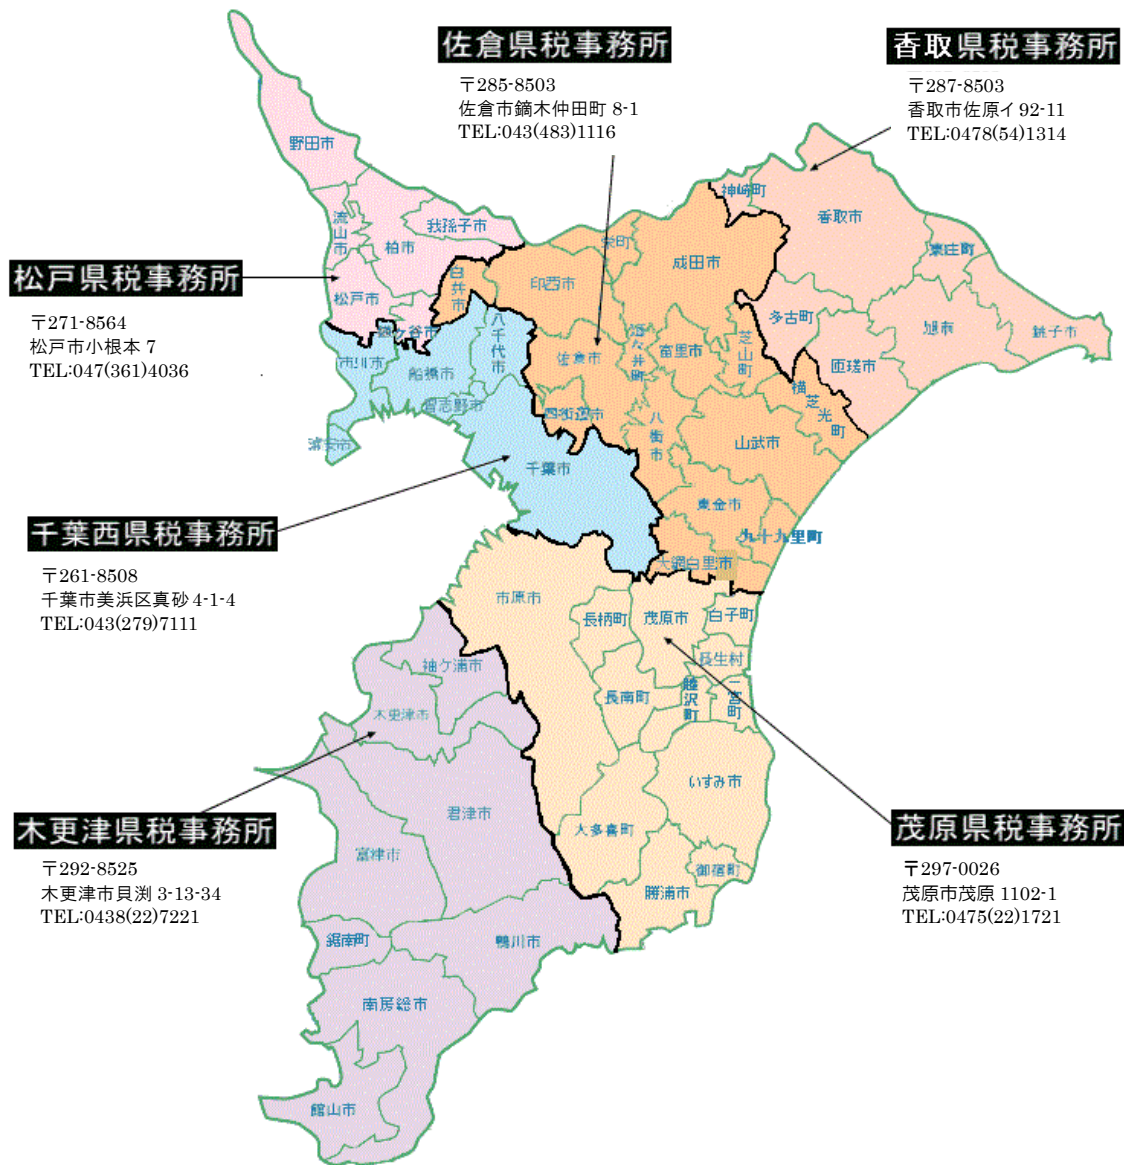 佐倉県税事務所
〒285-8503
佐倉市鏑木仲田町 8-1
TEL:043(483)1116
香取県税事務所
〒287-8503
香取市佐原イ 92-11
TEL:0478(54)1314
松戸県税事務所
〒271-8564
松戸市小根本 7
TEL:047(361)4036
千葉西県税事務所
〒261-8508
千葉市美浜区真砂 4-1-4
TEL:043(279)7111
木更津県税事務所
〒292-8525
木更津市貝渕 3-13-34
TEL:0438(22)7221
茂原県税事務所
〒297-0026
茂原市茂原 1102-1
TEL:0475(22)1721
野田市
流山市
柏市
我孫子市
松戸市
鎌ケ谷市
白井市
印西市
栄町
成田市
神崎町
香取市
東庄町
多古町
旭市
銚子市
匝瑳市
横芝光町
芝山町
富里市
酒々井町
佐倉市
四街道市
八街市
山武市
東金市
九十九里町
大網白里市
市川市
船橋市
八千代市
習志野市
浦安市
千葉市
市原市
長柄町
茂原市
白子町
長生村
長南町
睦沢町
一宮町
いすみ市
大多喜町
御宿町
勝浦市
袖ケ浦市
木更津市
君津市
富津市
鋸南町
鴨川市
南房総市
館山市